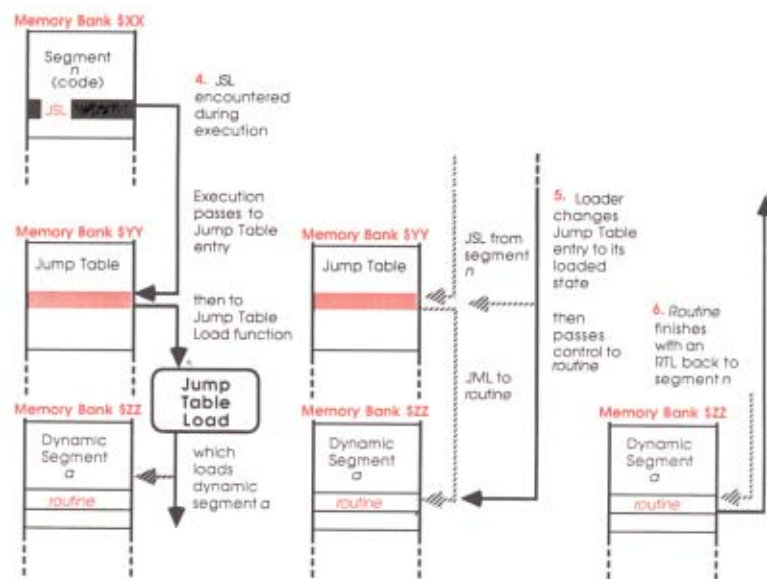 Memory Bank $XX
Segment
n
(code)
JSL
4. JSL
encountered
during
execution
Execution
passes to
Jump Table
entry
Memory Bank $YY
Jump Table
then to
Jump Table
Load function
Jump
Table
Load
Memory Bank $ZZ
Dynamic
Segment
a
routine
which
loads
dynamic
segment a
Memory Bank $YY
Jump Table
JSL from
segment
n
JML to
routine
Memory Bank $ZZ
Dynamic
Segment
a
routine
5. Loader
changes
Jump Table
entry to its
loaded
state
then
passes
control to
routine
6. Routine
finishes
with an
RTL back to
segment n
Memory Bank $ZZ
Dynamic
Segment
a
routine